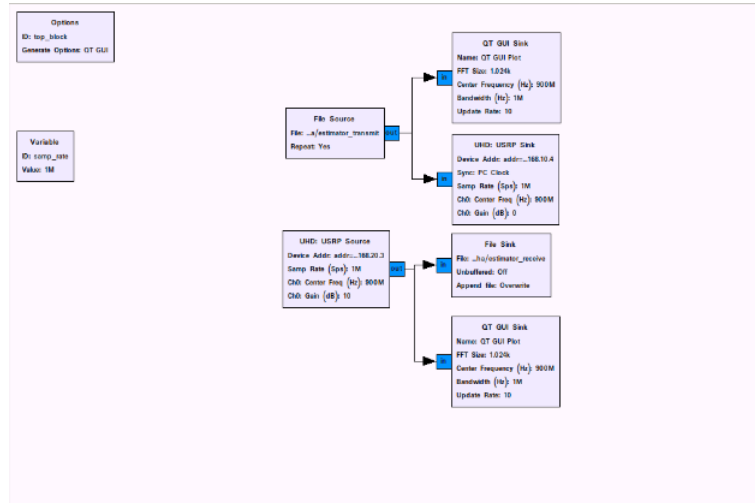 Options
ID: top_block
Generate Options: QT GUI
Variable
ID: samp_rate
Value: 1M
File Source
File: ...a/estimator_transmit
Repeat: Yes
out
in
QT GUI Sink
Name: QT GUI Plot
FFT Size: 1.024k
Center Frequency (Hz): 900M
Bandwidth (Hz): 1M
Update Rate: 10
in
UHD: USRP Sink
Device Addr: addr=...168.10.4
Sync: PC Clock
Samp Rate (Sps): 1M
Ch0: Center Freq (Hz): 900M
Ch0: Gain (dB): 0
UHD: USRP Source
Device Addr: addr=...168.20.3
Samp Rate (Sps): 1M
Ch0: Center Freq (Hz): 900M
Ch0: Gain (dB): 10
out
in
File Sink
File: ...ha/estimator_receive
Unbuffered: Off
Append file: Overwrite
in
QT GUI Sink
Name: QT GUI Plot
FFT Size: 1.024k
Center Frequency (Hz): 900M
Bandwidth (Hz): 1M
Update Rate: 10